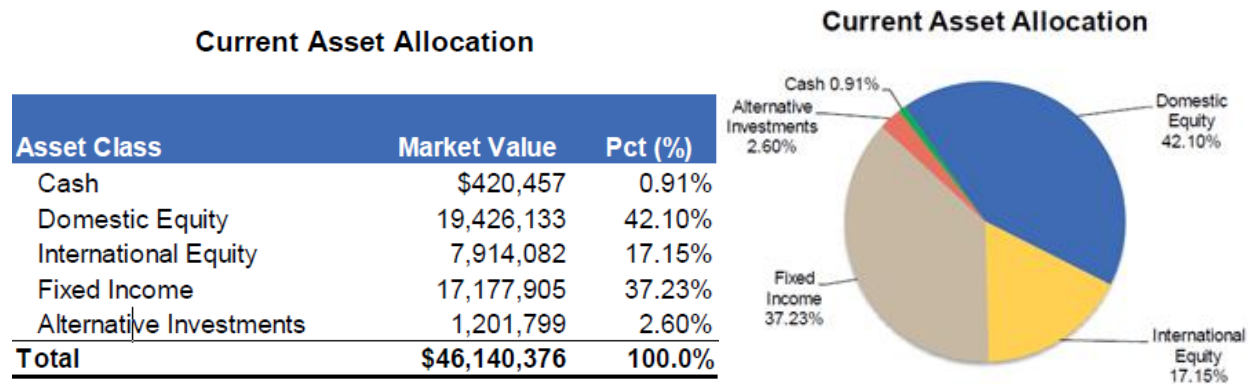 Current Asset Allocation
Asset Class Market Value Pct (%)
Cash $420,457 0.91%
Domestic Equity 19,426,133 42.10%
International Equity 7,914,082 17.15%
Fixed Income 17,177,905 37.23%
Alternative Investments 1,201,799 2.60%
Total $46,140,376 100.0%
Current Asset Allocation
Cash 0.91%
Alternative
Investments
2.60%
Domestic
Equity
42.10%
Fixed
Income
37.23%
International
Equity
17.15%